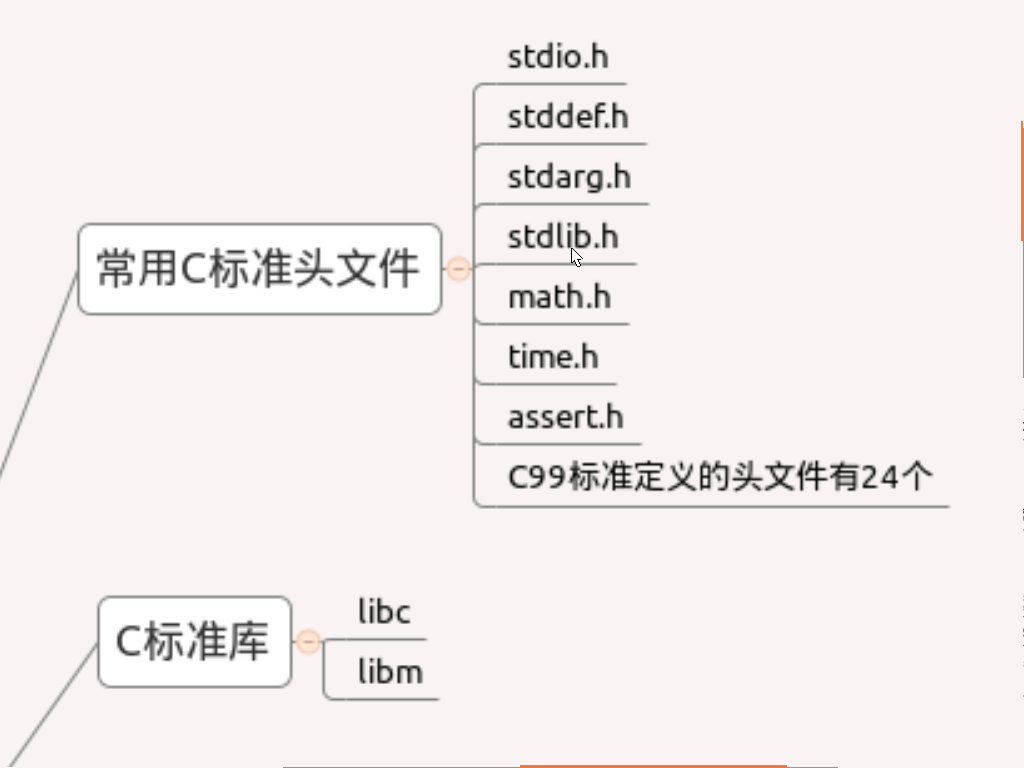 stdio.h
stddef.h
stdarg.h
常用C标准头文件
stdlib.h
math.h
time.h
assert.h
C99标准定义的头文件有24个
C标准库
libc
libm